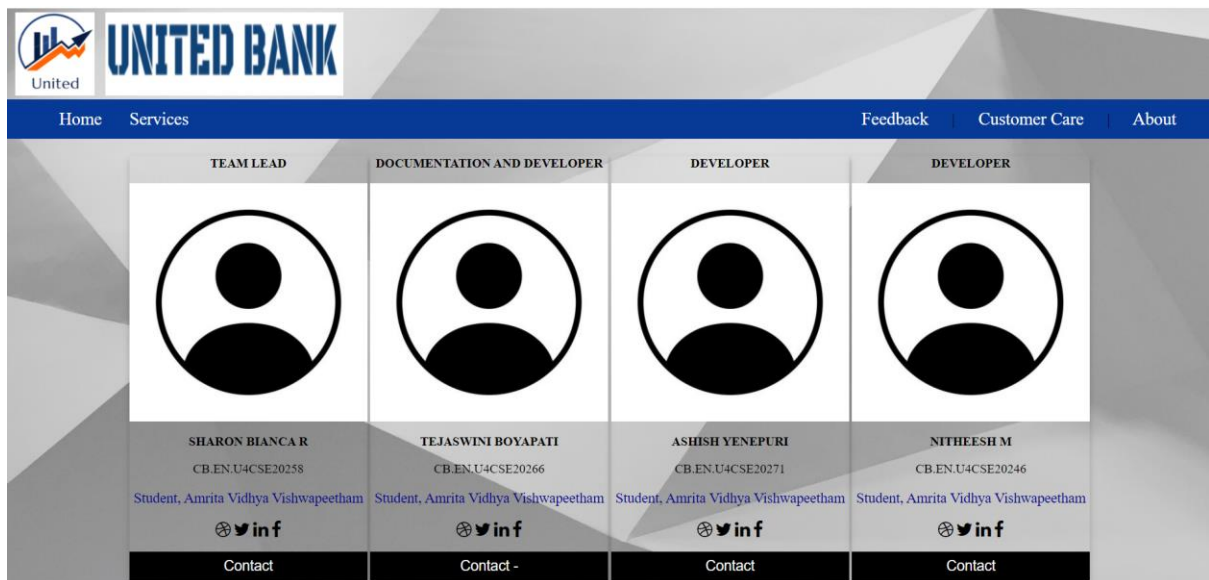 United
UNITED BANK
Home Services Feedback | Customer Care | About
TEAM LEAD
SHARON BIANCA R
CB.EN.U4CSE20258
Student, Amrita Vidhya Vishwapeetham
Contact
DOCUMENTATION AND DEVELOPER
TEJASWINI BOYAPATI
CB.EN.U4CSE20266
Student, Amrita Vidhya Vishwapeetham
Contact -
DEVELOPER
ASHISH YENEPURI
CB.EN.U4CSE20271
Student, Amrita Vidhya Vishwapeetham
Contact
DEVELOPER
NITHEESH M
CB.EN.U4CSE20246
Student, Amrita Vidhya Vishwapeetham
Contact